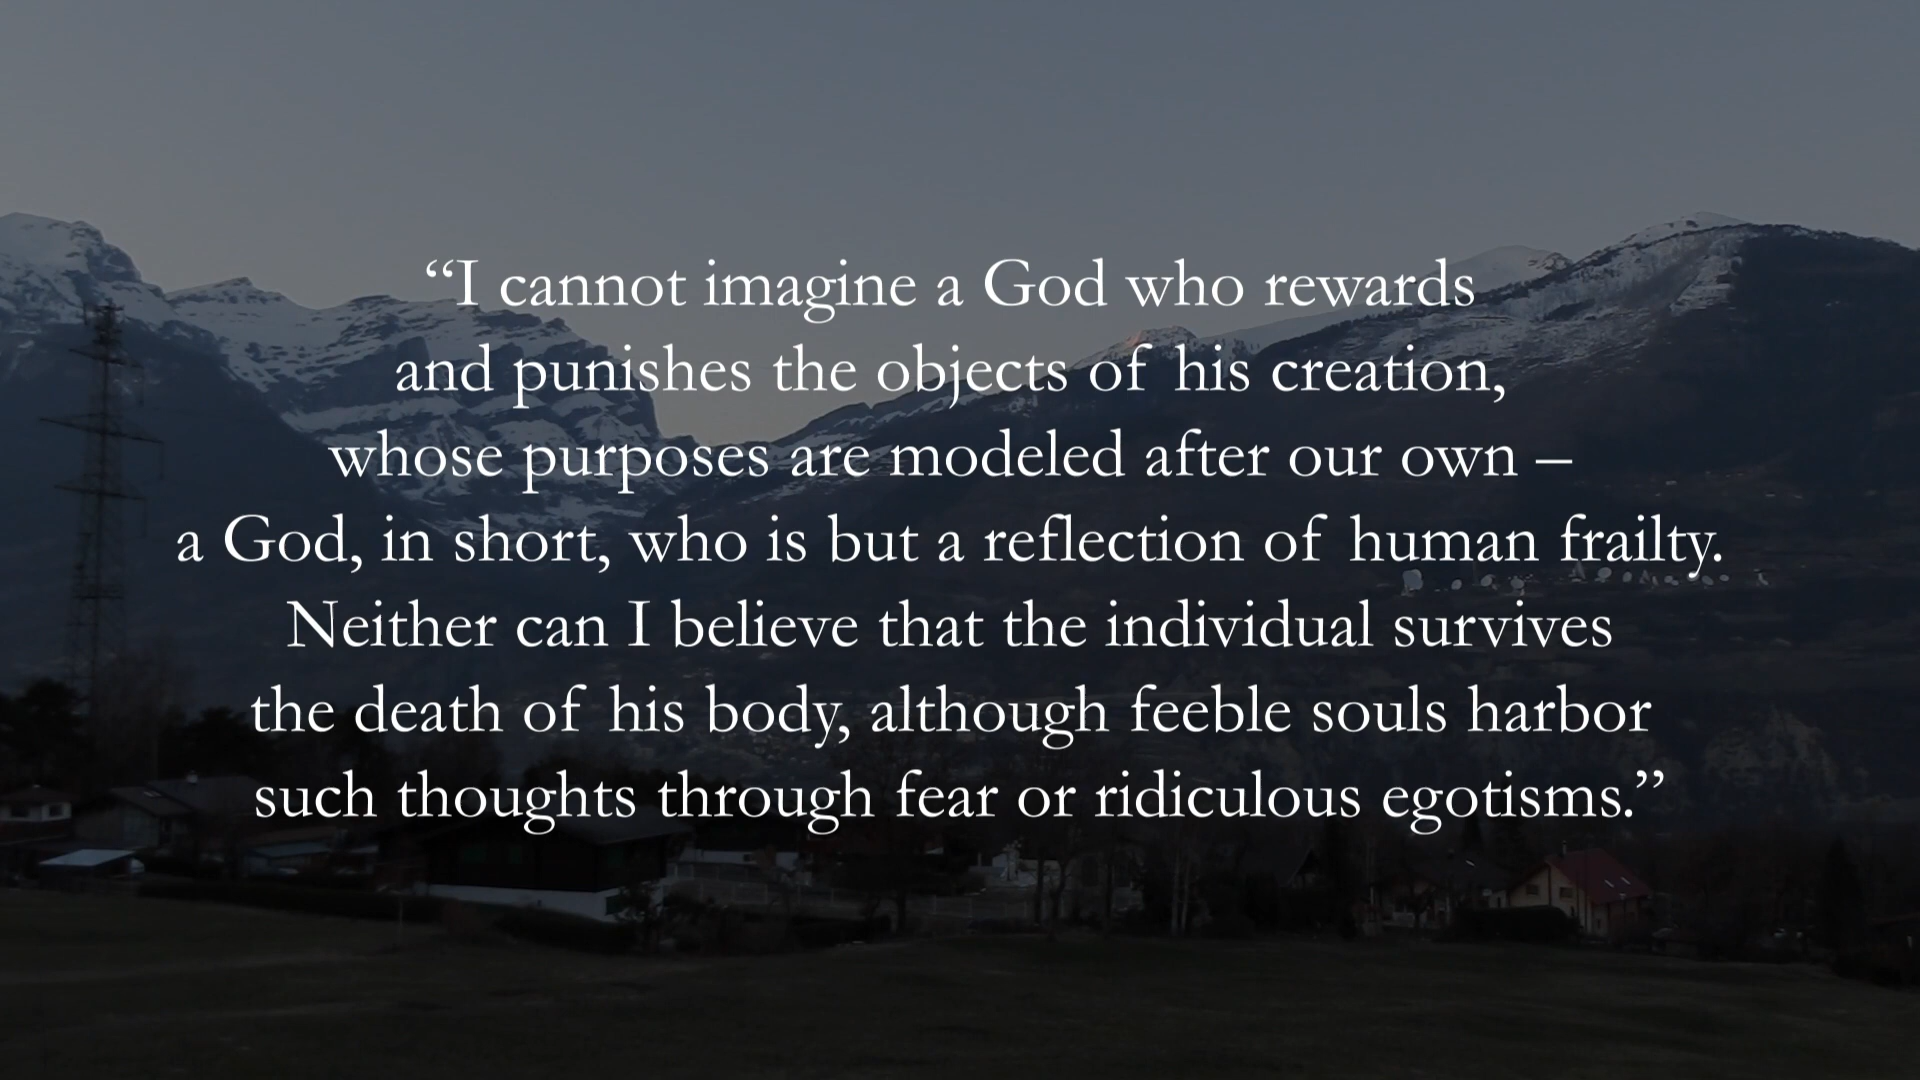 “I cannot imagine a God who rewards
and punishes the objects of his creation,
whose purposes are modeled after our own –
a God, in short, who is but a reflection of human frailty.
Neither can I believe that the individual survives
the death of his body, although feeble souls harbor
such thoughts through fear or ridiculous egotisms.”